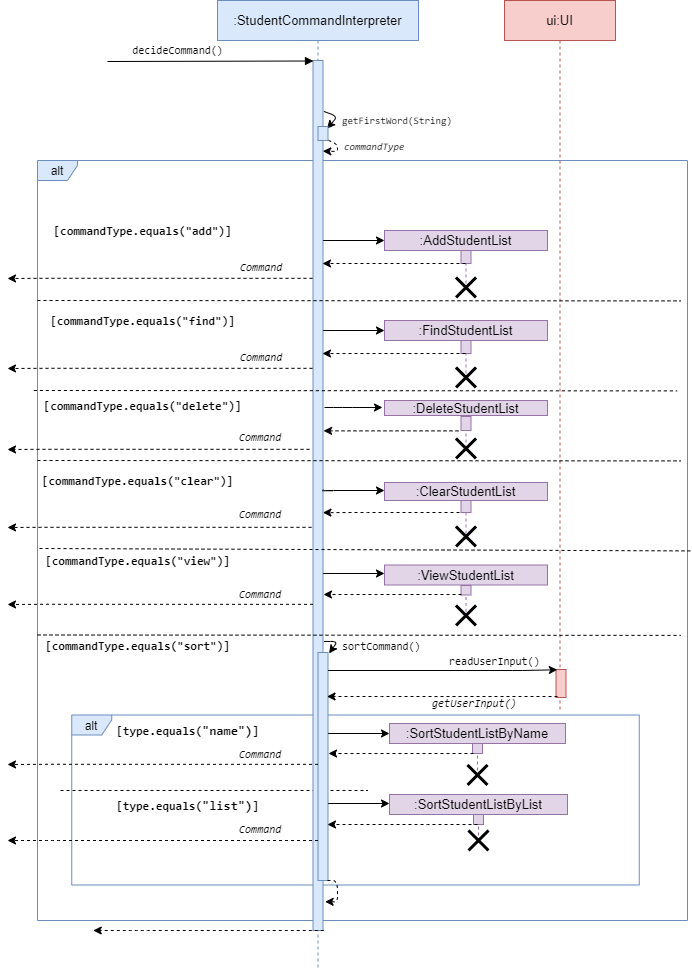 :StudentCommandInterpreter
ui:UI
decideCommand()
getFirstWord(String)
commandType
alt
[commandType.equals("add")]
:AddStudentList
Command
[commandType.equals("find")]
:FindStudentList
Command
[commandType.equals("delete")]
:DeleteStudentList
Command
[commandType.equals("clear")]
:ClearStudentList
Command
[commandType.equals("view")]
:ViewStudentList
Command
[commandType.equals("sort")]
sortCommand()
readUserInput()
getUserInput()
alt
[type.equals("name")]
:SortStudentListByName
Command
[type.equals("list")]
:SortStudentListByList
Command